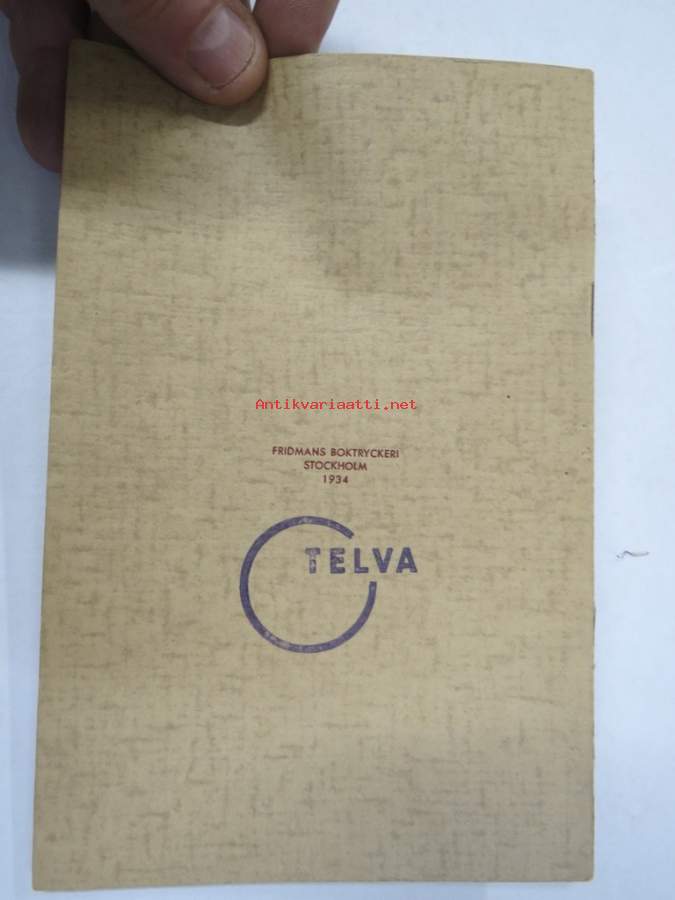 Antikvariaatti.net
FRIDMANS BOKTRYCKERI
STOCKHOLM
1934
TELVA